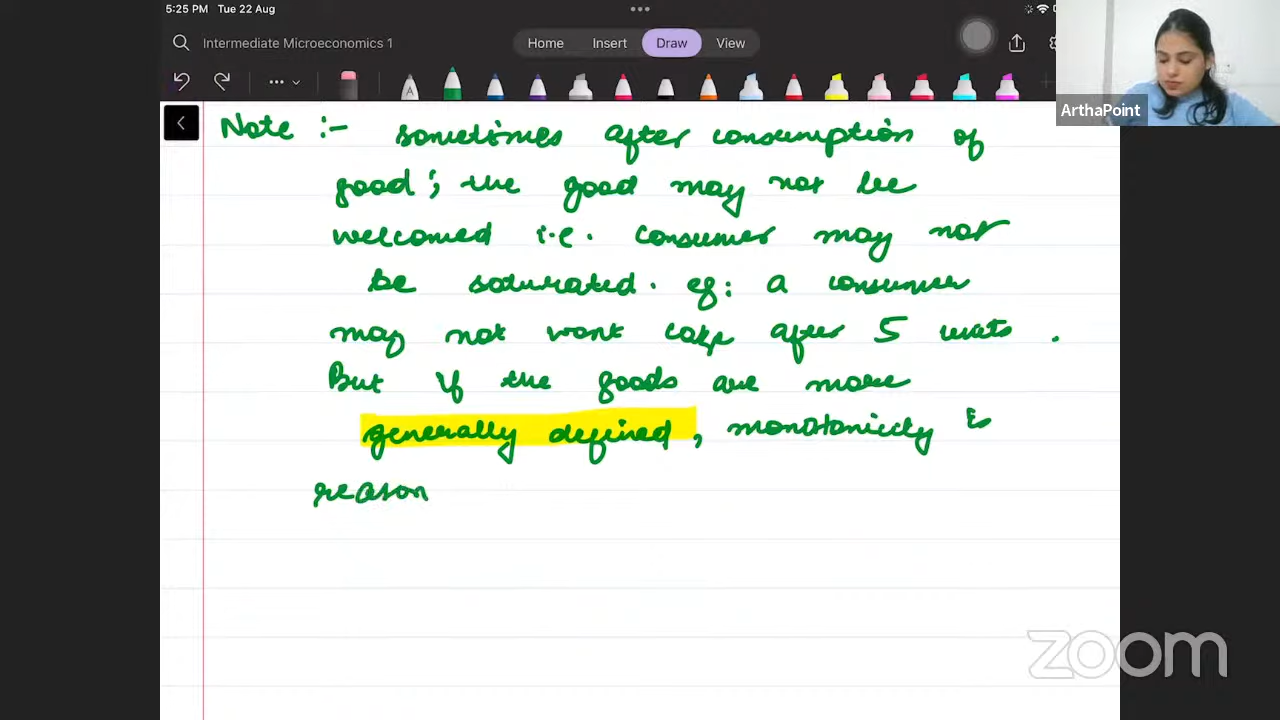 5:25 PM Tue 22 Aug
Intermediate Microeconomics 1
Home Insert Draw View
A
ArthaPoint
Note :- sometimes after consumption of
good; the good may not be
welcomed i.e. consumer may not
be saturated. eg: a consumer
may not want cake after 5 units.
But if the goods are more
generally defined, monotonicity is
reason
zoom